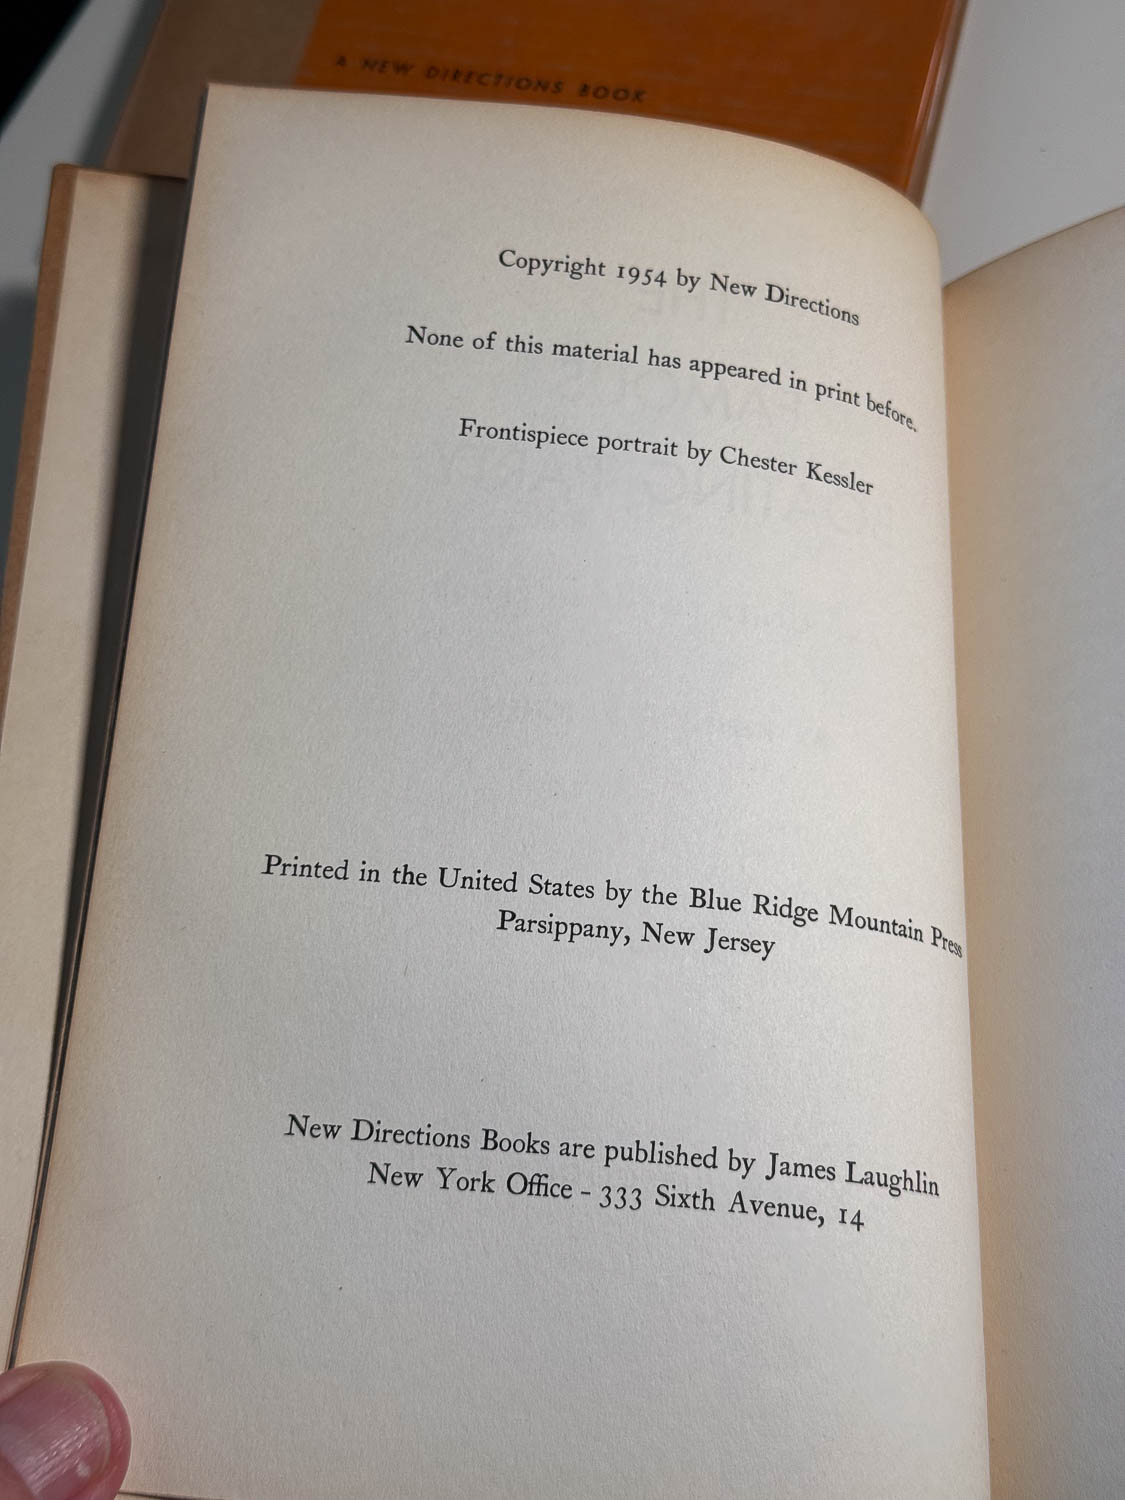 A NEW DIRECTIONS BOOK
Copyright 1954 by New Directions
None of this material has appeared in print before.
Frontispiece portrait by Chester Kessler
Printed in the United States by the Blue Ridge Mountain Press
Parsippany, New Jersey
New Directions Books are published by James Laughlin
New York Office - 333 Sixth Avenue, 14